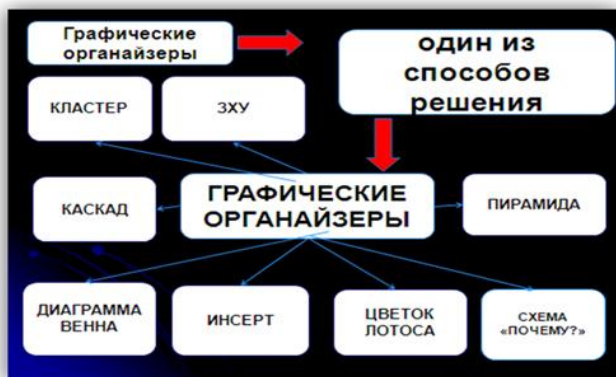 Графические
органайзеры
один из
способов
решения
КЛАСТЕР
ЗХУ
КАСКАД
ГРАФИЧЕСКИЕ
ОРГАНАЙЗЕРЫ
ПИРАМИДА
ДИАГРАММА
ВЕННА
ИНСЕРТ
ЦВЕТОК
ЛОТОСА
СХЕМА
«ПОЧЕМУ?»